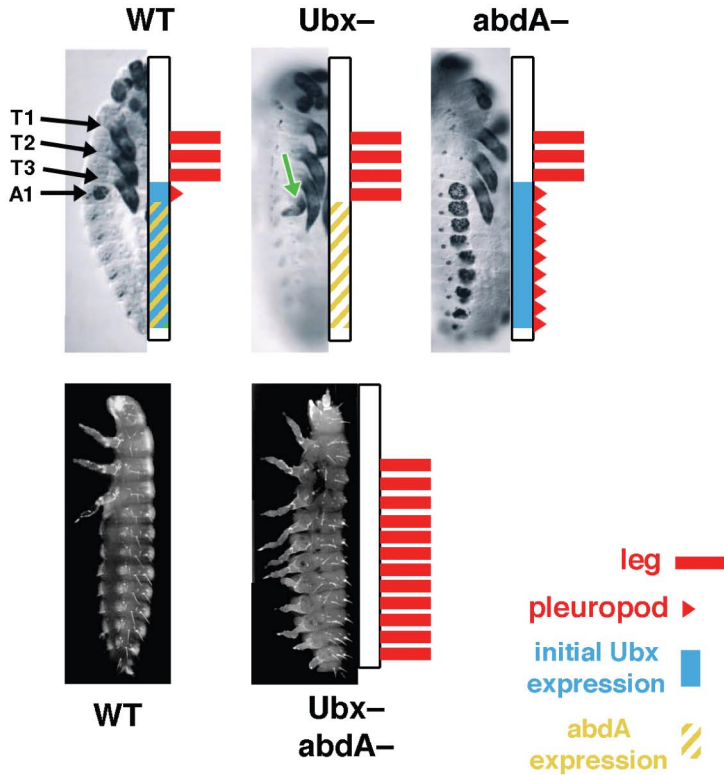 WT
Ubx–
abdA–
T1
T2
T3
A1
WT
Ubx–
abdA–
leg
pleuropod
initial Ubx
expression
abdA
expression